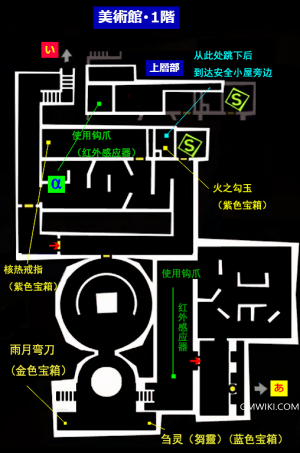 美術館・1階
い
上層部
从此处跳下后
到达安全小屋旁边
S
使用钩爪
（红外感应器）
S
α
火之勾玉
（紫色宝箱）
核热戒指
（紫色宝箱）
使用钩爪
红外感应器
雨月弯刀
（金色宝箱）
あ
GMWIKI.COM
刍灵（芻靈）（蓝色宝箱）